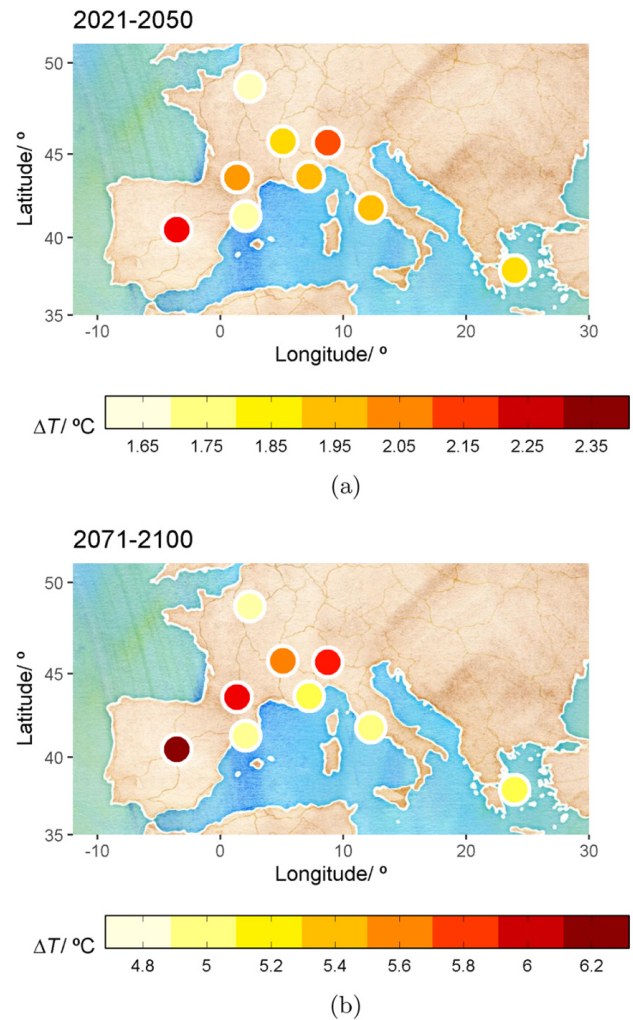 2021-2050
50
45
40
35
Latitude/ º
-10 0 10 20 30
Longitude/ º
ΔT/ ºC
1.65 1.75 1.85 1.95 2.05 2.15 2.25 2.35
(a)
2071-2100
50
45
40
35
Latitude/ º
-10 0 10 20 30
Longitude/ º
ΔT/ ºC
4.8 5 5.2 5.4 5.6 5.8 6 6.2
(b)